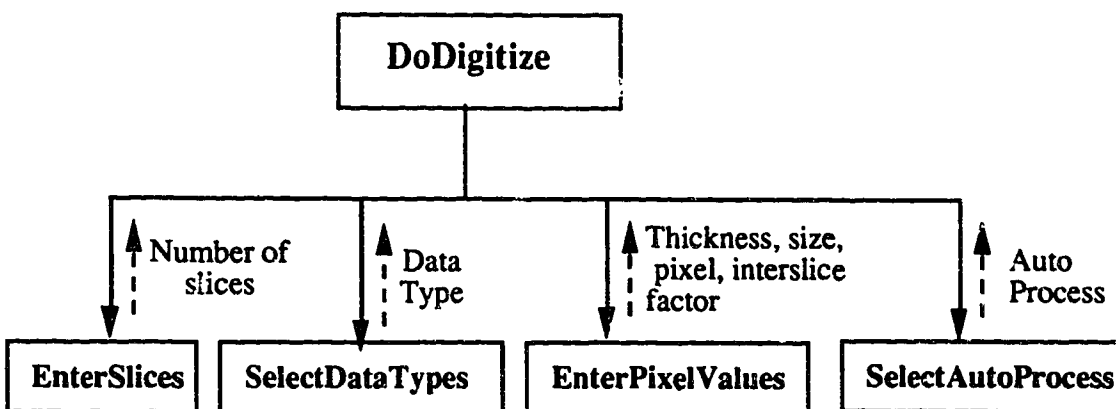 DoDigitize
Number of
slices
Data
Type
Thickness, size,
pixel, interslice
factor
Auto
Process
EnterSlices
SelectDataTypes
EnterPixelValues
SelectAutoProcess